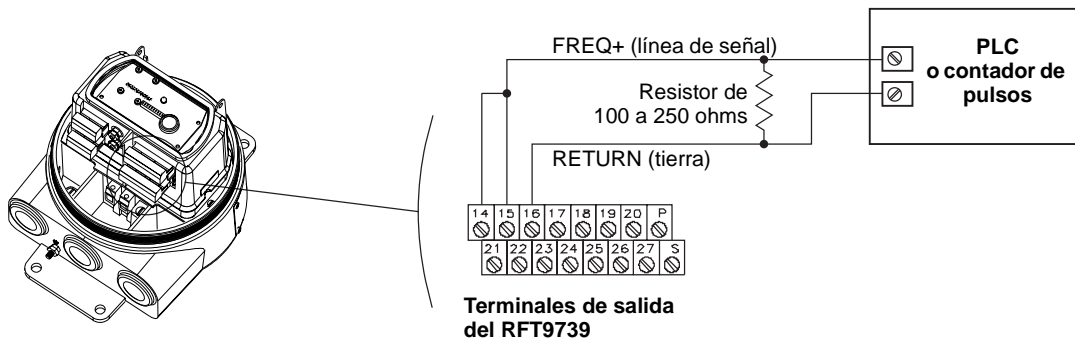 FREQ+ (línea de señal)
Resistor de
100 a 250 ohms
RETURN (tierra)
PLC
o contador de
pulsos
14 15 16 17 18 19 20 P
21 22 23 24 25 26 27 S
Terminales de salida
del RFT9739